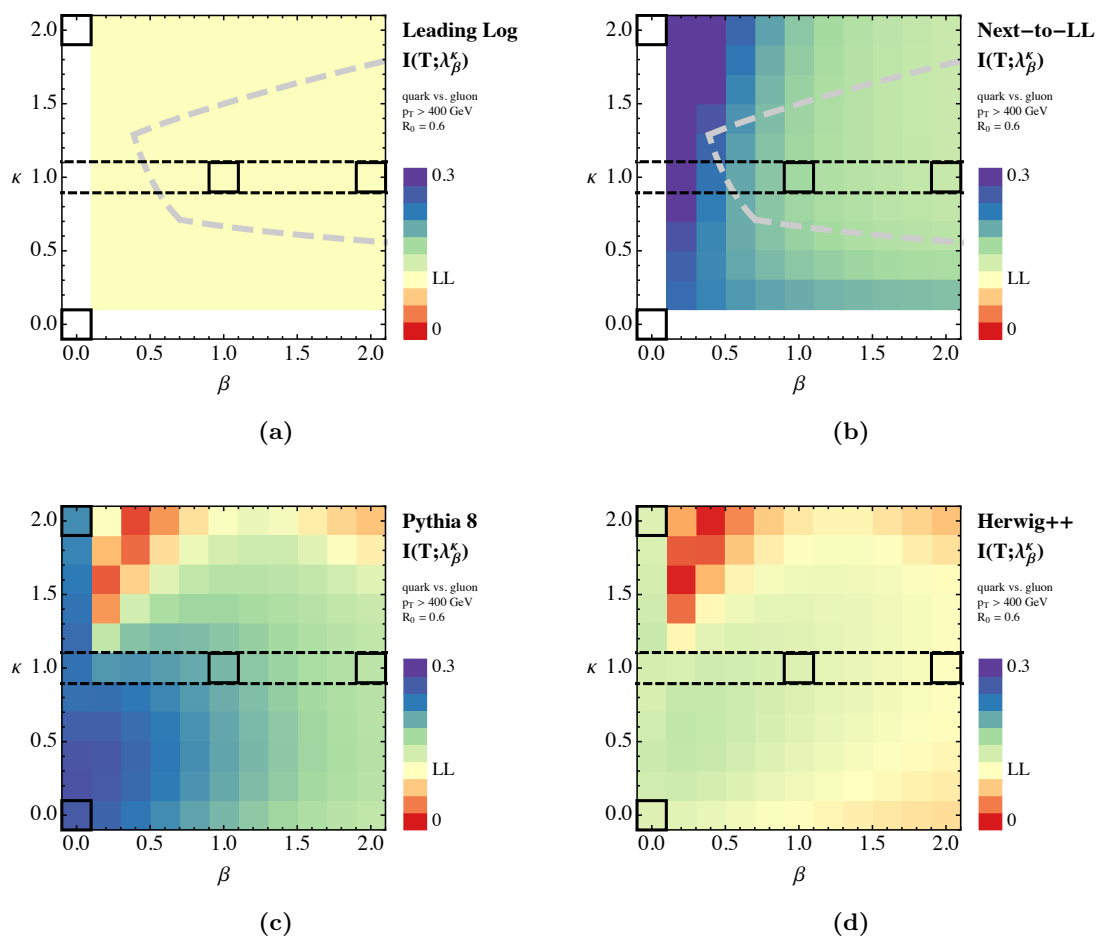 Leading Log
I(T;λ_β^κ)
quark vs. gluon
p_T > 400 GeV
R_0 = 0.6
0.3
LL
0
2.0
1.5
κ 1.0
0.5
0.0
0.0 0.5 1.0 1.5 2.0
β
(a)
Next-to-LL
I(T;λ_β^κ)
quark vs. gluon
p_T > 400 GeV
R_0 = 0.6
0.3
LL
0
2.0
1.5
κ 1.0
0.5
0.0
0.0 0.5 1.0 1.5 2.0
β
(b)
Pythia 8
I(T;λ_β^κ)
quark vs. gluon
p_T > 400 GeV
R_0 = 0.6
0.3
LL
0
2.0
1.5
κ 1.0
0.5
0.0
0.0 0.5 1.0 1.5 2.0
β
(c)
Herwig++
I(T;λ_β^κ)
quark vs. gluon
p_T > 400 GeV
R_0 = 0.6
0.3
LL
0
2.0
1.5
κ 1.0
0.5
0.0
0.0 0.5 1.0 1.5 2.0
β
(d)